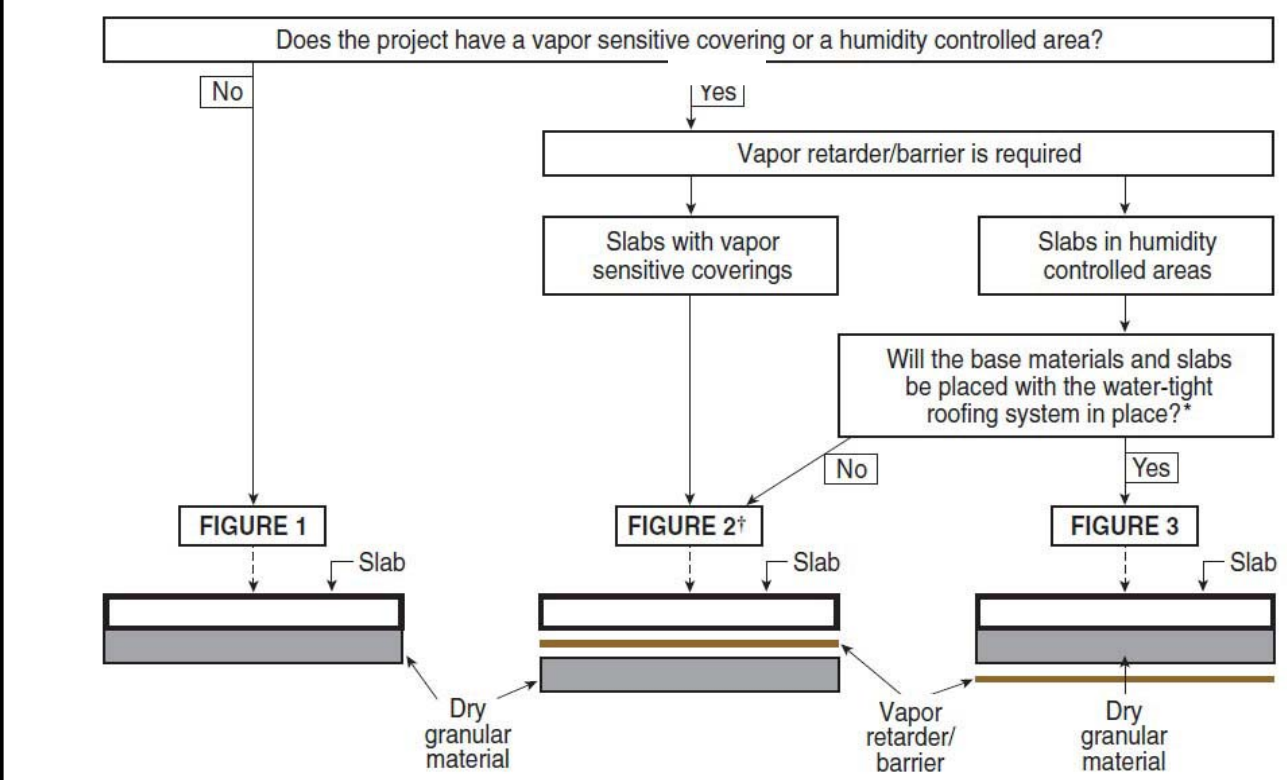 Does the project have a vapor sensitive covering or a humidity controlled area?
No
Yes
Vapor retarder/barrier is required
Slabs with vapor
sensitive coverings
Slabs in humidity
controlled areas
Will the base materials and slabs
be placed with the water-tight
roofing system in place?*
No
Yes
FIGURE 1
FIGURE 2†
FIGURE 3
Slab
Slab
Slab
Dry
granular
material
Vapor
retarder/
barrier
Dry
granular
material